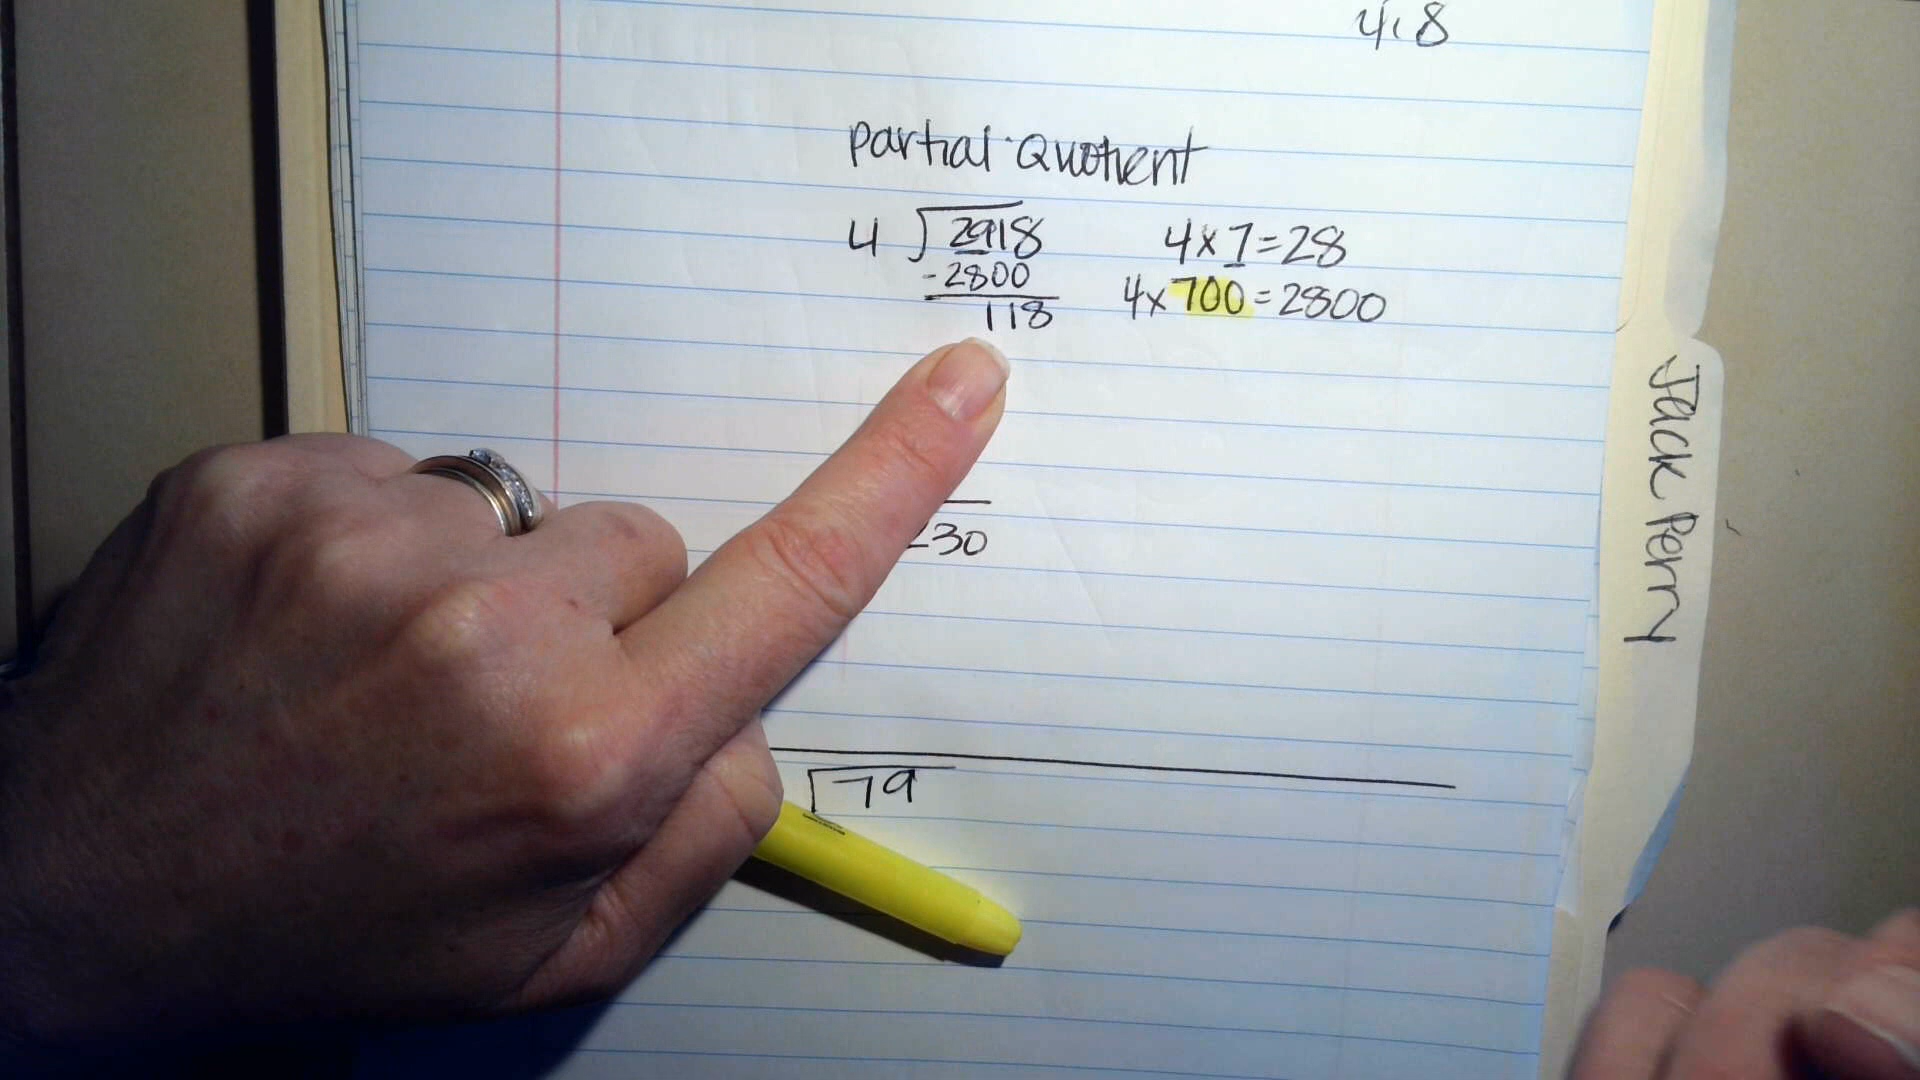 4.8
Partial Quotient
4 2918 4x7=28
-2800 4x700=2800
118
230
79
Jack Perry